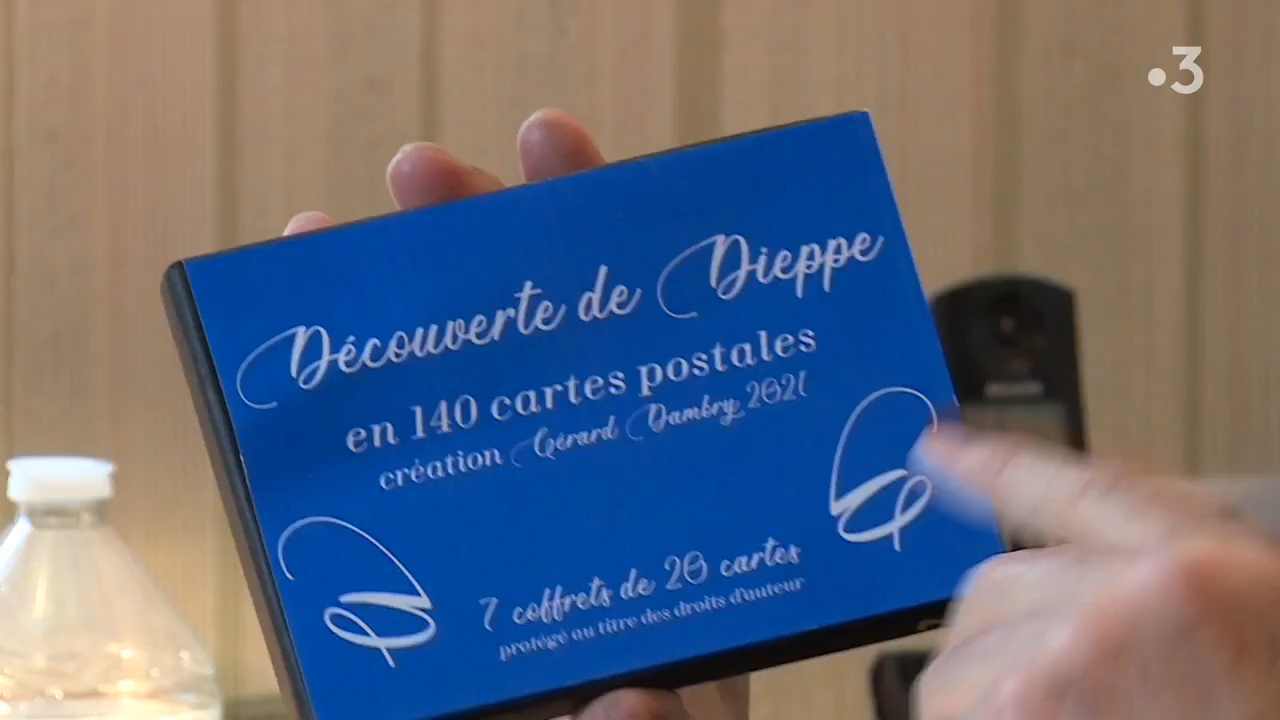 3
Découverte de Dieppe
en 140 cartes postales
création Gérard Dambry 2021
7 coffrets de 20 cartes
protégé au titre des droits d'auteur